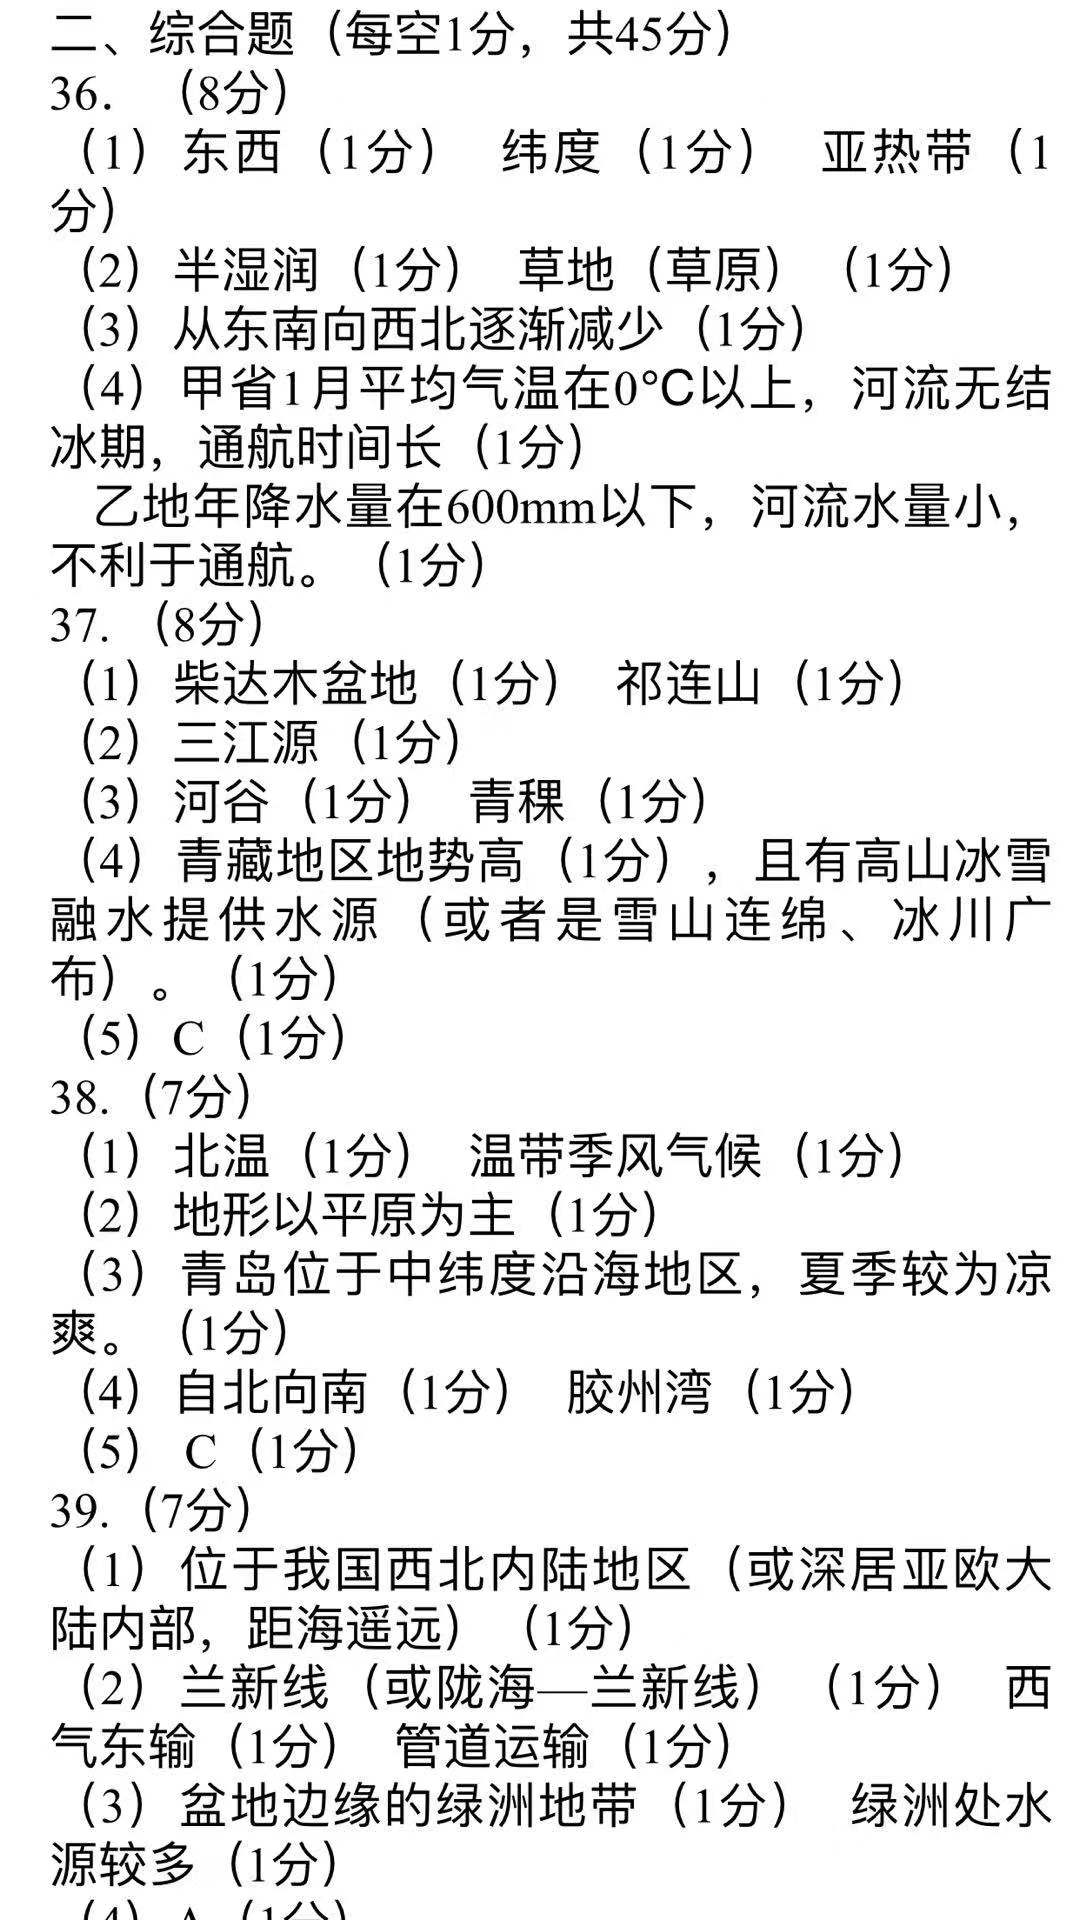 二、综合题（每空1分，共45分）
36. （8分）
（1）东西（1分） 纬度（1分） 亚热带（1
分）
（2）半湿润（1分） 草地（草原）（1分）
（3）从东南向西北逐渐减少（1分）
（4）甲省1月平均气温在0℃以上，河流无结
冰期，通航时间长（1分）
乙地年降水量在600mm以下，河流水量小，
不利于通航。（1分）
37. （8分）
（1）柴达木盆地（1分） 祁连山（1分）
（2）三江源（1分）
（3）河谷（1分） 青稞（1分）
（4）青藏地区地势高（1分），且有高山冰雪
融水提供水源（或者是雪山连绵、冰川广
布）。（1分）
（5）C（1分）
38.（7分）
（1）北温（1分） 温带季风气候（1分）
（2）地形以平原为主（1分）
（3）青岛位于中纬度沿海地区，夏季较为凉
爽。（1分）
（4）自北向南（1分） 胶州湾（1分）
（5） C（1分）
39.（7分）
（1）位于我国西北内陆地区（或深居亚欧大
陆内部，距海遥远）（1分）
（2）兰新线（或陇海—兰新线）（1分） 西
气东输（1分） 管道运输（1分）
（3）盆地边缘的绿洲地带（1分） 绿洲处水
源较多（1分）
（4）A（1分）